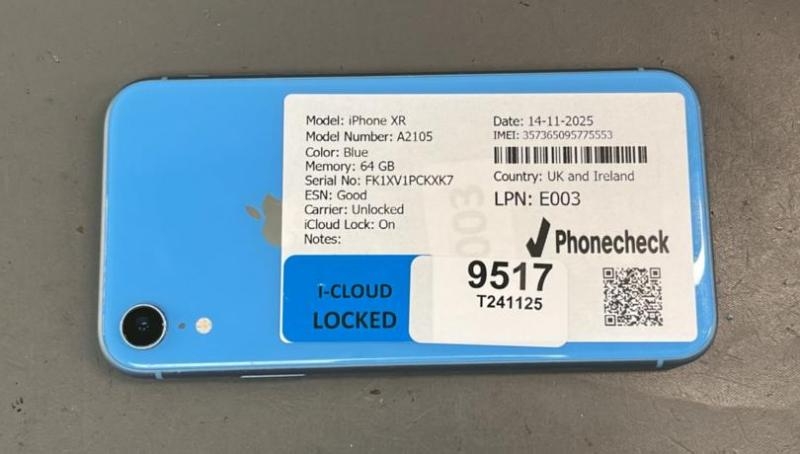 Model: iPhone XR
Model Number: A2105
Color: Blue
Memory: 64 GB
Serial No: FK1XV1PCKXK7
ESN: Good
Carrier: Unlocked
iCloud Lock: On
Notes:
Date: 14-11-2025
IMEI: 357365095775553
Country: UK and Ireland
LPN: E003
Phonecheck
i-CLOUD
LOCKED
9517
T241125
003